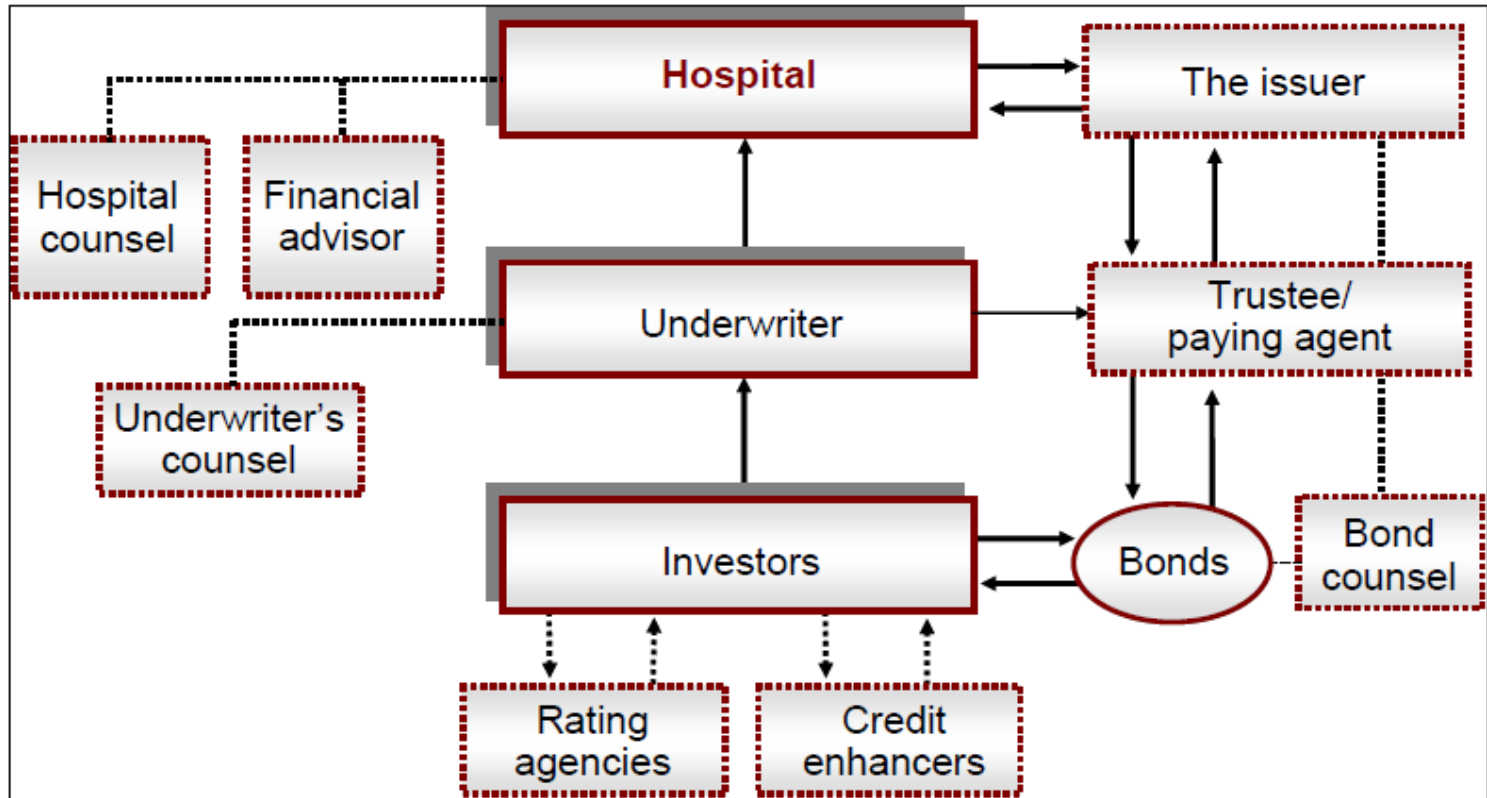 Hospital
The issuer
Hospital
counsel
Financial
advisor
Underwriter
Trustee/
paying agent
Underwriter's
counsel
Investors
Bonds
Bond
counsel
Rating
agencies
Credit
enhancers